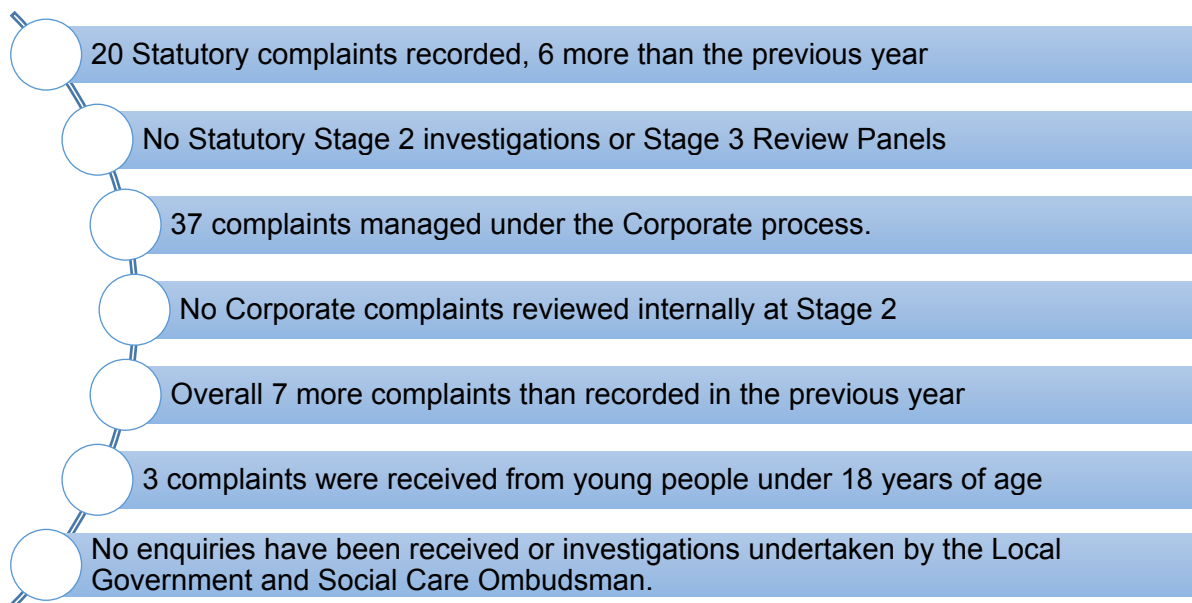 20 Statutory complaints recorded, 6 more than the previous year
No Statutory Stage 2 investigations or Stage 3 Review Panels
37 complaints managed under the Corporate process.
No Corporate complaints reviewed internally at Stage 2
Overall 7 more complaints than recorded in the previous year
3 complaints were received from young people under 18 years of age
No enquiries have been received or investigations undertaken by the Local
Government and Social Care Ombudsman.